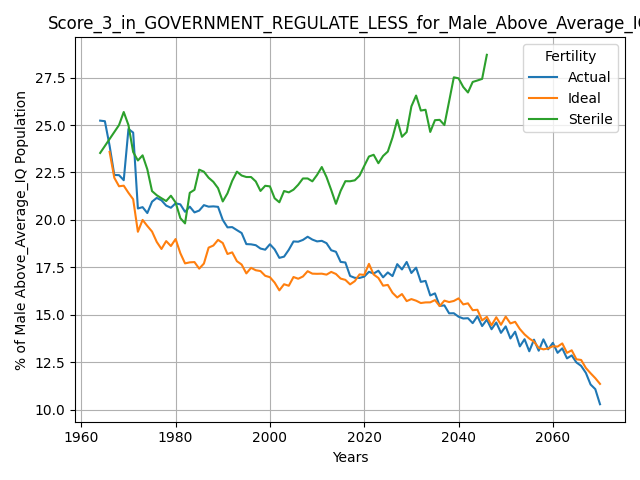 Score_3_in_GOVERNMENT_REGULATE_LESS_for_Male_Above_Average_IQ
Fertility
Actual
Ideal
Sterile
% of Male Above_Average_IQ Population
27.5
25.0
22.5
20.0
17.5
15.0
12.5
10.0
1960 1980 2000 2020 2040 2060
Years